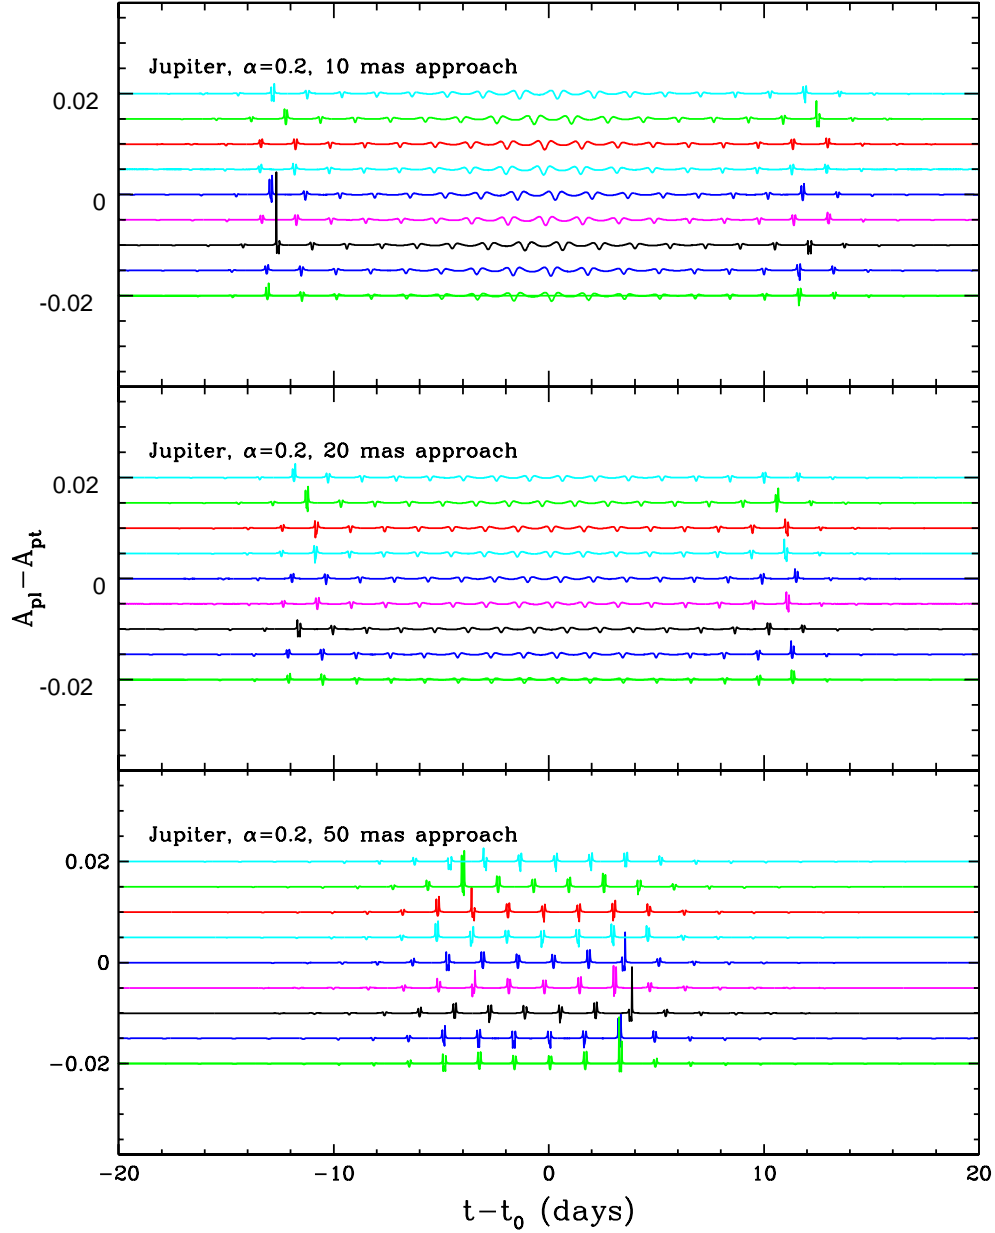 Jupiter, α=0.2, 10 mas approach
0.02
0
-0.02
Jupiter, α=0.2, 20 mas approach
0.02
0
-0.02
A_pl−A_pt
Jupiter, α=0.2, 50 mas approach
0.02
0
−0.02
−20 −10 0 10 20
t−t_0 (days)